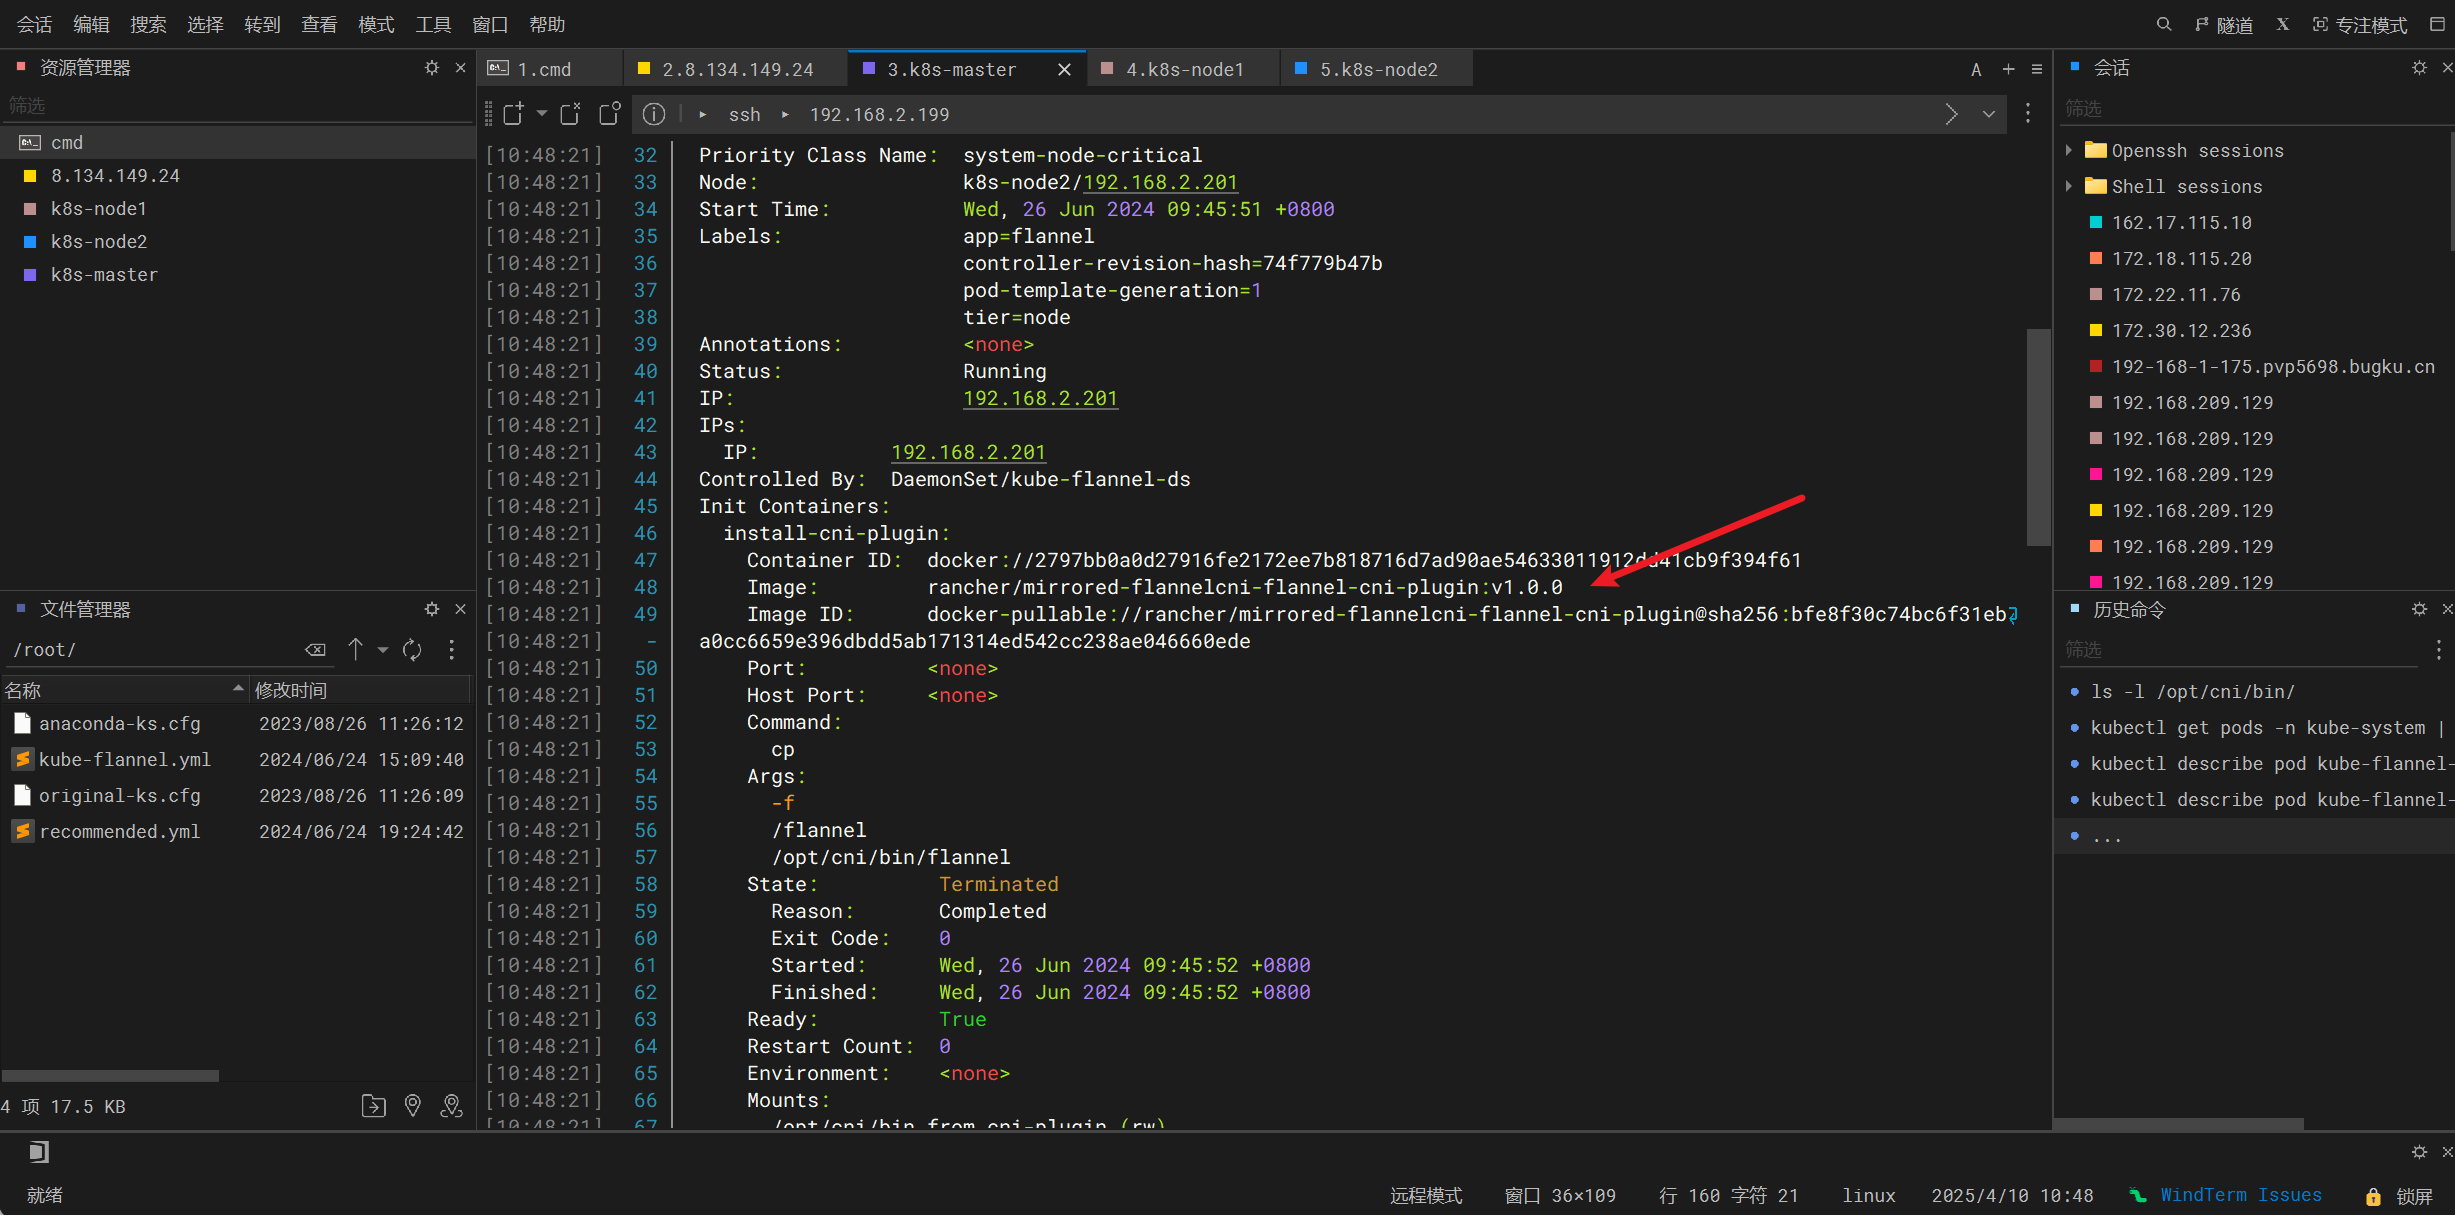 会话 编辑 搜索 选择 转到 查看 模式 工具 窗口 帮助 隧道 X 专注模式
资源管理器
筛选
cmd
8.134.149.24
k8s-node1
k8s-node2
k8s-master
文件管理器
/root/
名称 修改时间
anaconda-ks.cfg 2023/08/26 11:26:12
kube-flannel.yml 2024/06/24 15:09:40
original-ks.cfg 2023/08/26 11:26:09
recommended.yml 2024/06/24 19:24:42
4 项 17.5 KB
1.cmd 2.8.134.149.24 3.k8s-master 4.k8s-node1 5.k8s-node2 A
ssh 192.168.2.199
[10:48:21] 32 Priority Class Name: system-node-critical
[10:48:21] 33 Node: k8s-node2/192.168.2.201
[10:48:21] 34 Start Time: Wed, 26 Jun 2024 09:45:51 +0800
[10:48:21] 35 Labels: app=flannel
[10:48:21] 36 controller-revision-hash=74f779b47b
[10:48:21] 37 pod-template-generation=1
[10:48:21] 38 tier=node
[10:48:21] 39 Annotations: <none>
[10:48:21] 40 Status: Running
[10:48:21] 41 IP: 192.168.2.201
[10:48:21] 42 IPs:
[10:48:21] 43 IP: 192.168.2.201
[10:48:21] 44 Controlled By: DaemonSet/kube-flannel-ds
[10:48:21] 45 Init Containers:
[10:48:21] 46 install-cni-plugin:
[10:48:21] 47 Container ID: docker://2797bb0a0d27916fe2172ee7b818716d7ad90ae54633011912dd41cb9f394f61
[10:48:21] 48 Image: rancher/mirrored-flannelcni-flannel-cni-plugin:v1.0.0
[10:48:21] 49 Image ID: docker-pullable://rancher/mirrored-flannelcni-flannel-cni-plugin@sha256:bfe8f30c74bc6f31eb
[10:48:21] - a0cc6659e396dbdd5ab171314ed542cc238ae046660ede
[10:48:21] 50 Port: <none>
[10:48:21] 51 Host Port: <none>
[10:48:21] 52 Command:
[10:48:21] 53 cp
[10:48:21] 54 Args:
[10:48:21] 55 -f
[10:48:21] 56 /flannel
[10:48:21] 57 /opt/cni/bin/flannel
[10:48:21] 58 State: Terminated
[10:48:21] 59 Reason: Completed
[10:48:21] 60 Exit Code: 0
[10:48:21] 61 Started: Wed, 26 Jun 2024 09:45:52 +0800
[10:48:21] 62 Finished: Wed, 26 Jun 2024 09:45:52 +0800
[10:48:21] 63 Ready: True
[10:48:21] 64 Restart Count: 0
[10:48:21] 65 Environment: <none>
[10:48:21] 66 Mounts:
[10:48:21] 67 /opt/cni/bin from cni-plugin (rw)
会话
筛选
Openssh sessions
Shell sessions
162.17.115.10
172.18.115.20
172.22.11.76
172.30.12.236
192-168-1-175.pvp5698.bugku.cn
192.168.209.129
192.168.209.129
192.168.209.129
192.168.209.129
192.168.209.129
192.168.209.129
历史命令
筛选
ls -l /opt/cni/bin/
kubectl get pods -n kube-system |
kubectl describe pod kube-flannel-
kubectl describe pod kube-flannel-
...
就绪 远程模式 窗口 36×109 行 160 字符 21 linux 2025/4/10 10:48 WindTerm Issues 锁屏